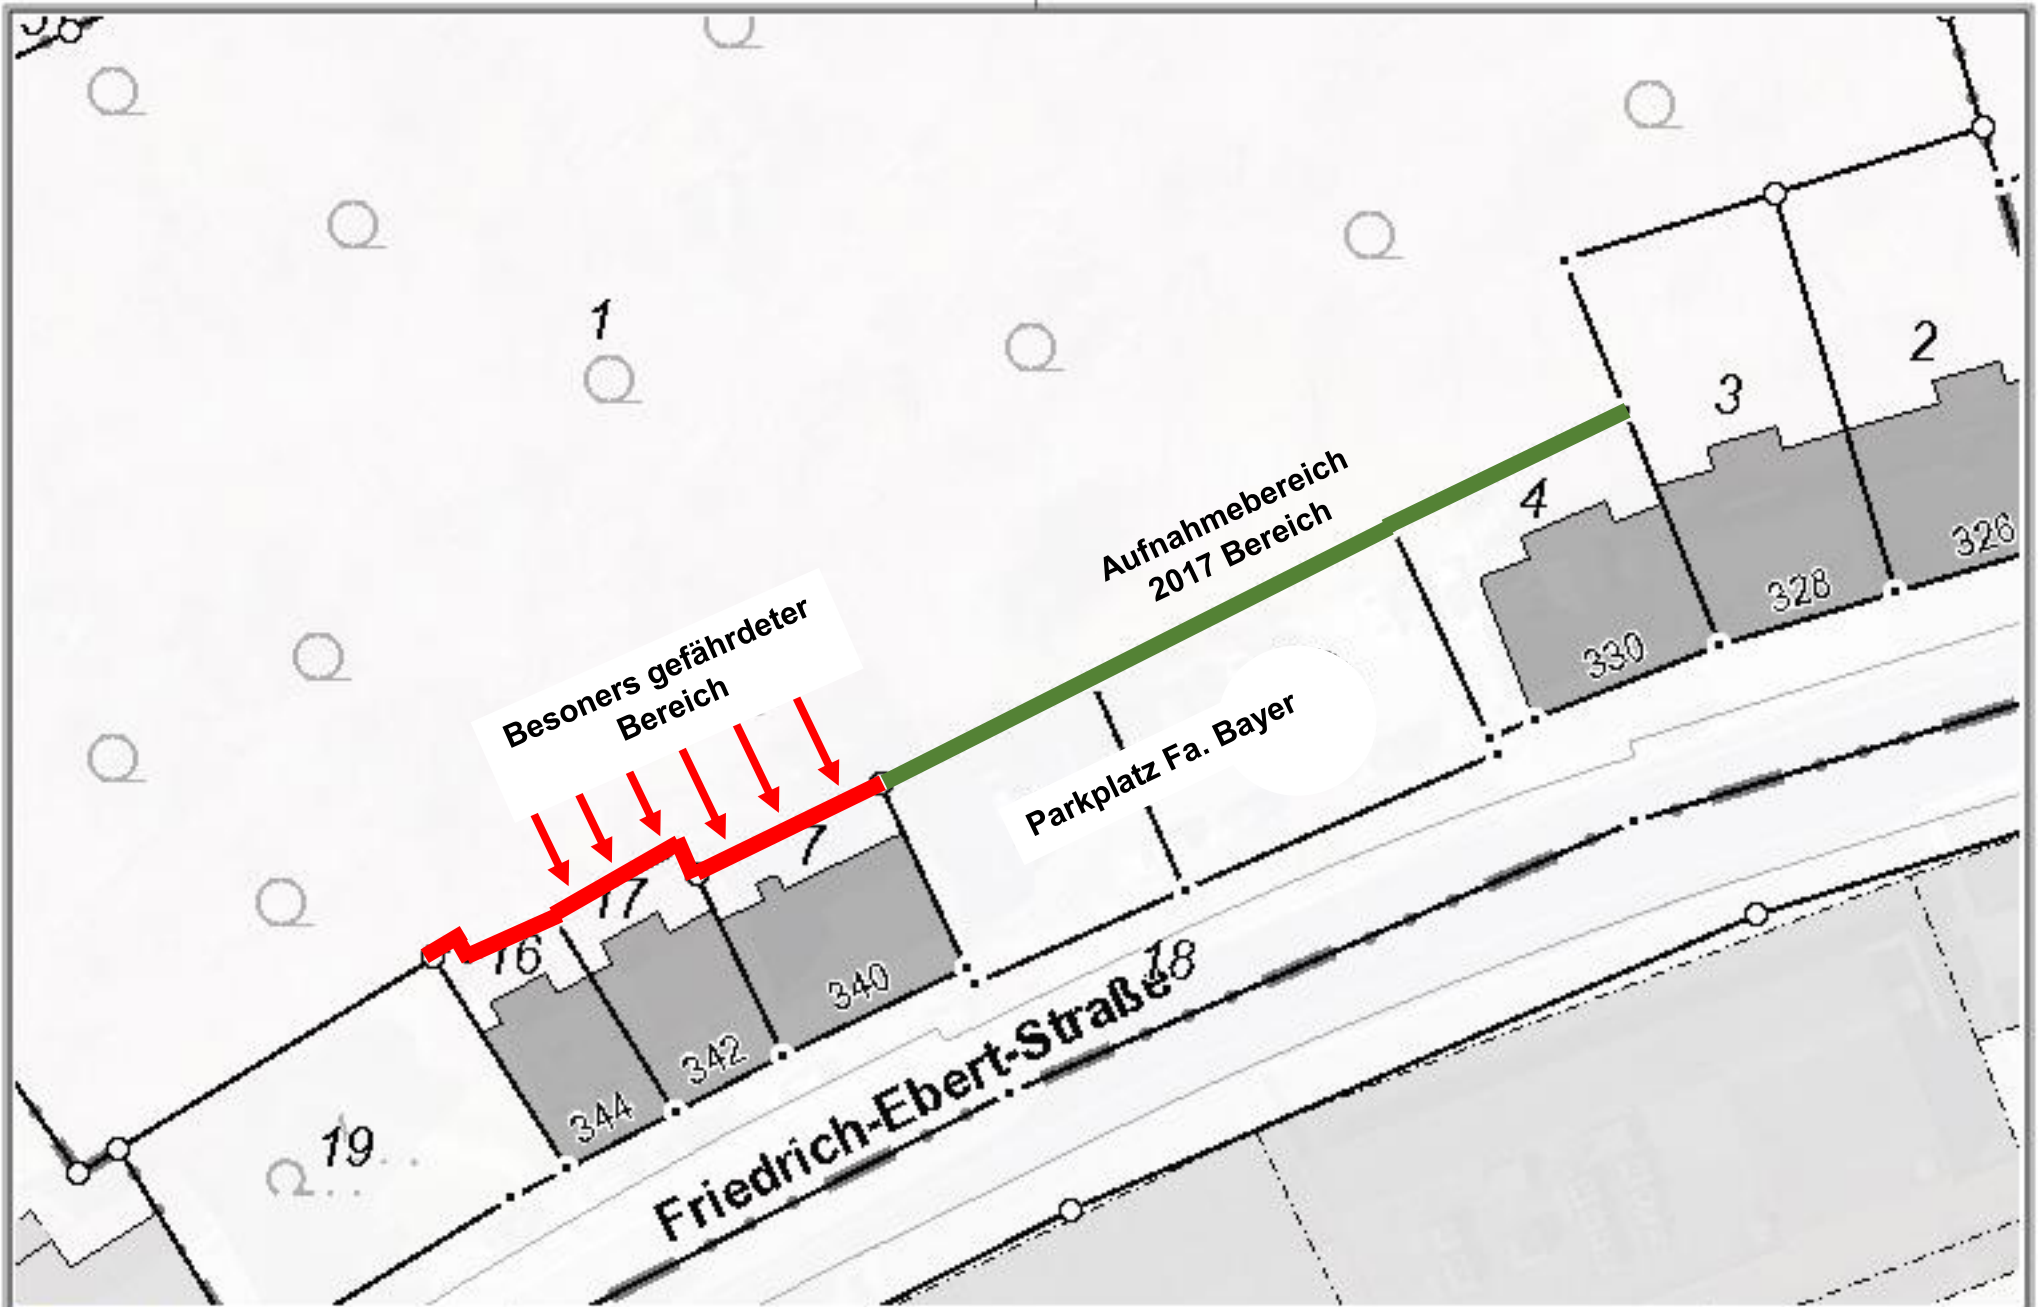 1
2
3
4
Aufnahmebereich
2017 Bereich
326
328
330
Besoners gefährdeter
Bereich
Parkplatz Fa. Bayer
7
17
16
18
340
342
344
19
Friedrich-Ebert-Straße